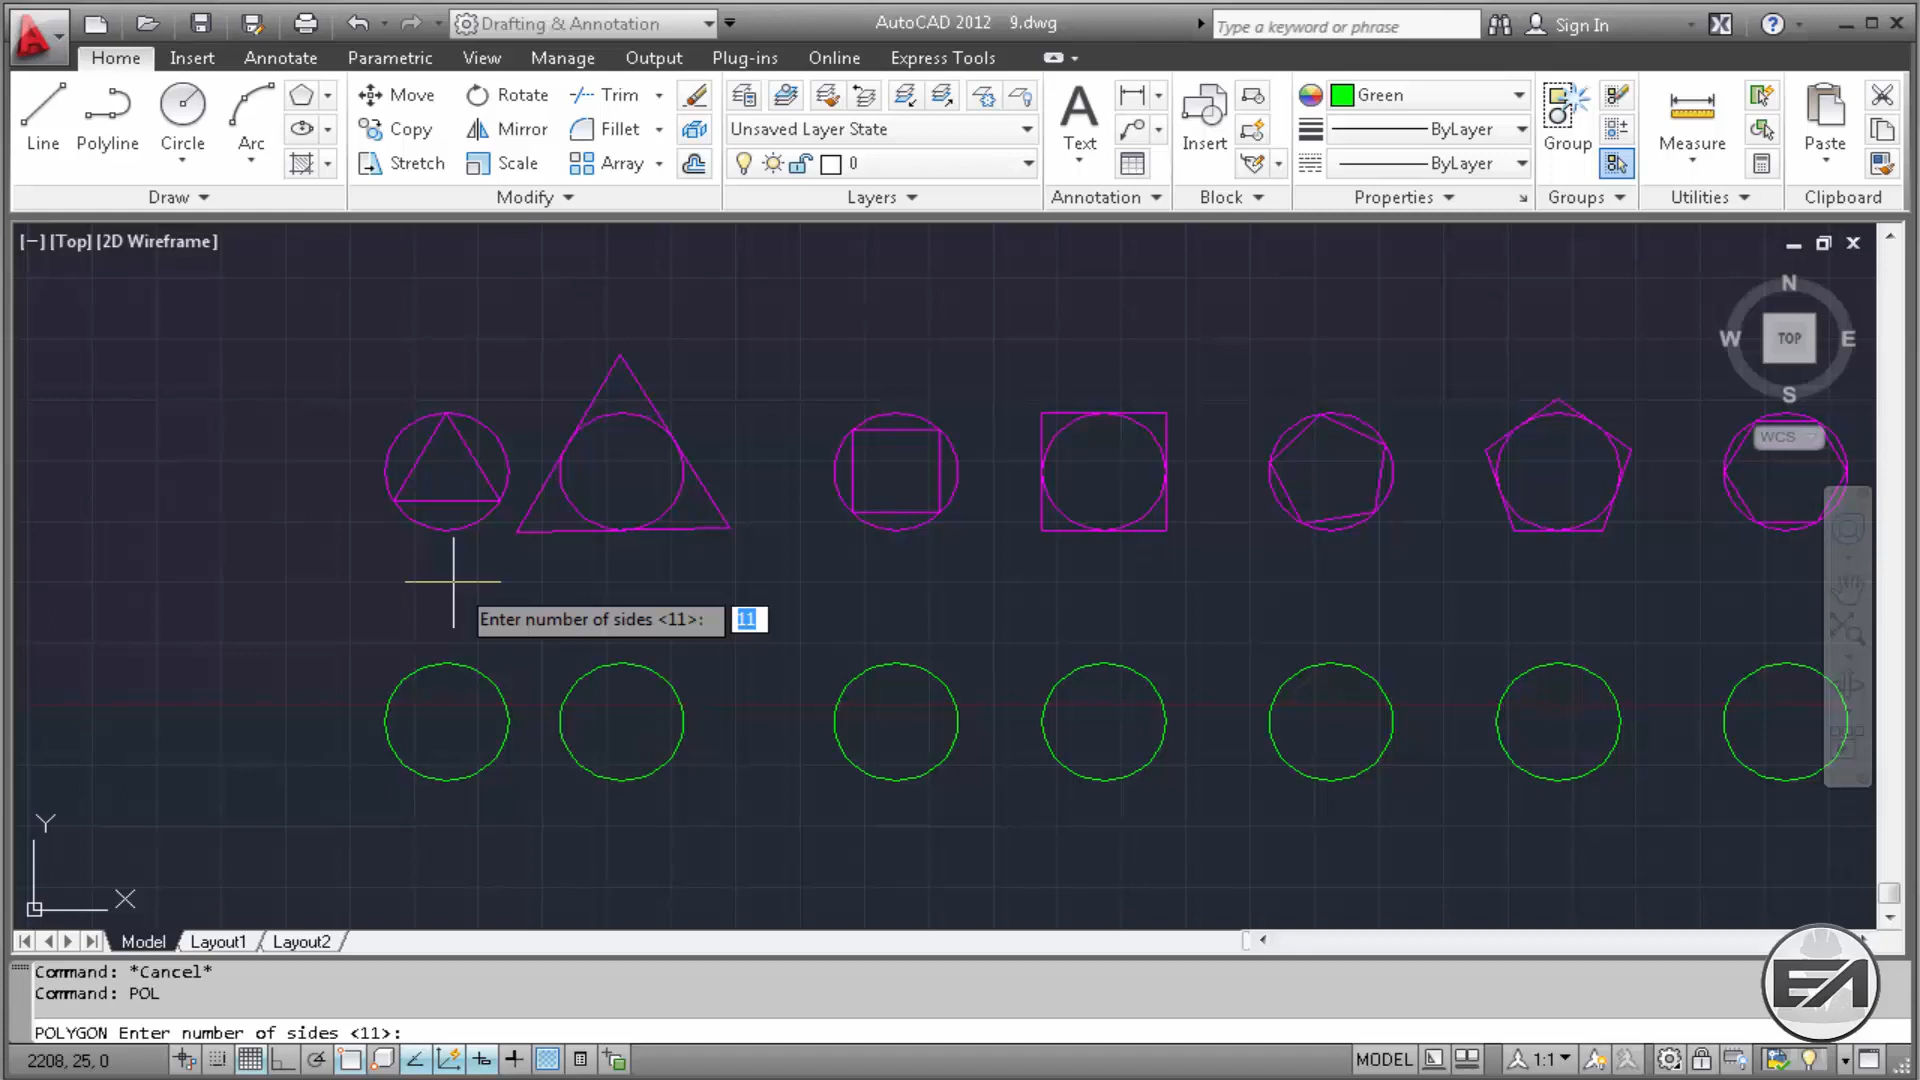 Drafting & Annotation
AutoCAD 2012 9.dwg
Type a keyword or phrase
Sign In
Home Insert Annotate Parametric View Manage Output Plug-ins Online Express Tools
Line Polyline Circle Arc
Move Rotate Trim
Copy Mirror Fillet
Stretch Scale Array
Unsaved Layer State
0
Text
Insert
Green
ByLayer
ByLayer
Group
Measure
Paste
Draw Modify Layers Annotation Block Properties Groups Utilities Clipboard
[−] [Top] [2D Wireframe]
N
W TOP E
S
WCS
Enter number of sides <11>: 11
Y
X
Model Layout1 Layout2
Command: *Cancel*
Command: POL
POLYGON Enter number of sides <11>:
2208, 25, 0
MODEL
1:1
EA